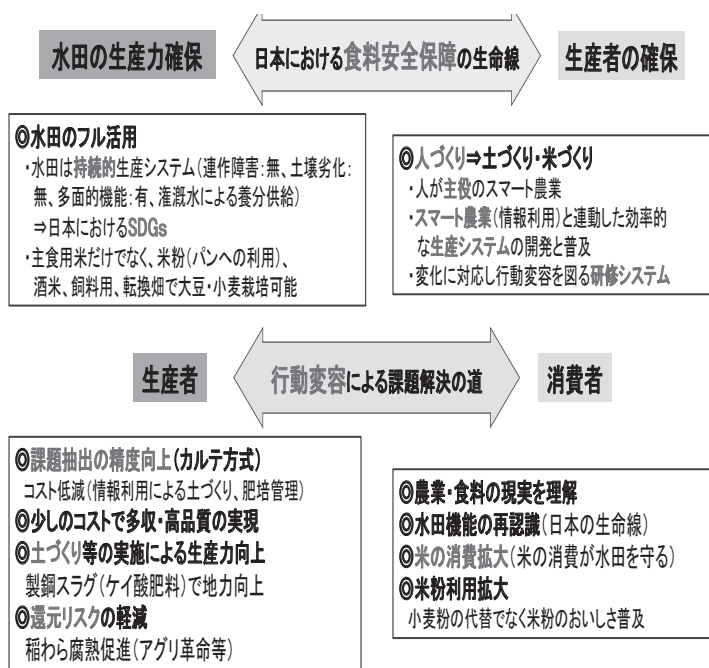 水田の生産力確保
日本における食料安全保障の生命線
生産者の確保
◎水田のフル活用
・水田は持続的生産システム(連作障害:無、土壌劣化:
無、多面的機能:有、灌漑水による養分供給)
⇒日本におけるSDGs
・主食用米だけでなく、米粉(パンへの利用)、
酒米、飼料用、転換畑で大豆・小麦栽培可能
◎人づくり⇒土づくり・米づくり
・人が主役のスマート農業
・スマート農業(情報利用)と連動した効率的
な生産システムの開発と普及
・変化に対応し行動変容を図る研修システム
生産者
行動変容による課題解決の道
消費者
◎課題抽出の精度向上(カルテ方式)
コスト低減(情報利用による土づくり、肥培管理)
◎少しのコストで多収・高品質の実現
◎土づくり等の実施による生産力向上
製鋼スラグ(ケイ酸肥料)で地力向上
◎還元リスクの軽減
稲わら腐熟促進(アグリ革命等)
◎農業・食料の現実を理解
◎水田機能の再認識(日本の生命線)
◎米の消費拡大(米の消費が水田を守る)
◎米粉利用拡大
小麦粉の代替でなく米粉のおいしさ普及